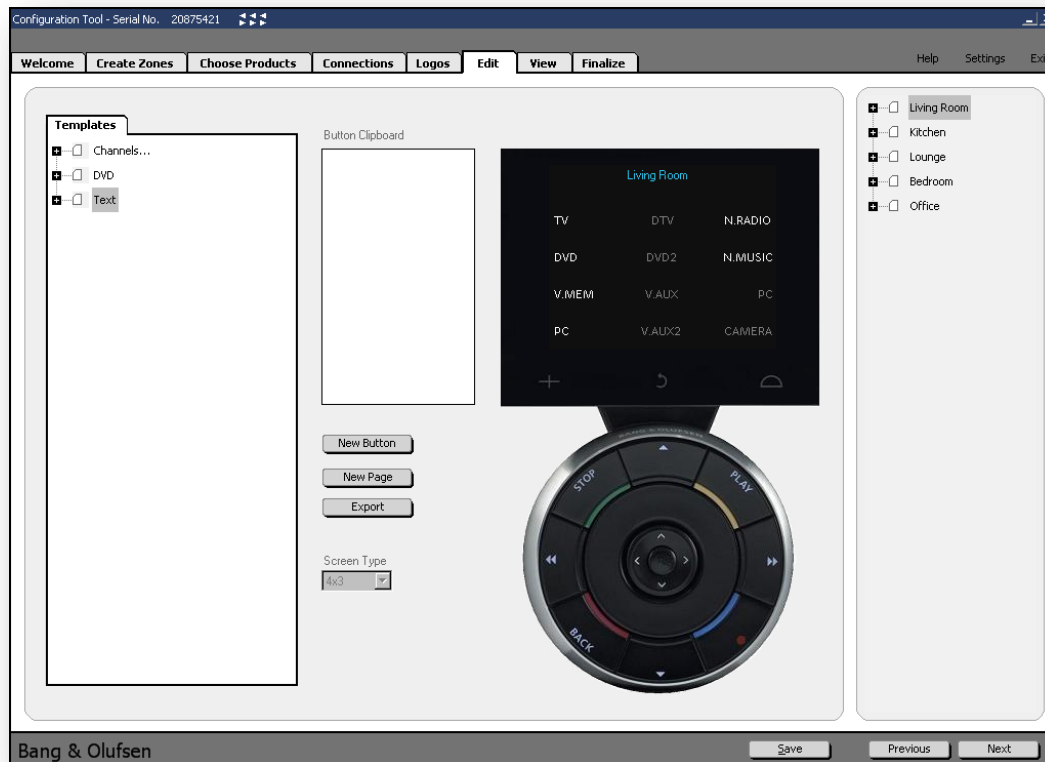 Configuration Tool - Serial No. 20875421
Welcome Create Zones Choose Products Connections Logos Edit View Finalize Help Settings Exi
Templates
Channels...
DVD
Text
Button Clipboard
New Button
New Page
Export
Screen Type
4x3
Living Room
TV DTV N.RADIO
DVD DVD2 N.MUSIC
V.MEM V.AUX PC
PC V.AUX2 CAMERA
BANG & OLUFSEN
STOP PLAY
BACK
Living Room
Kitchen
Lounge
Bedroom
Office
Bang & Olufsen Save Previous Next